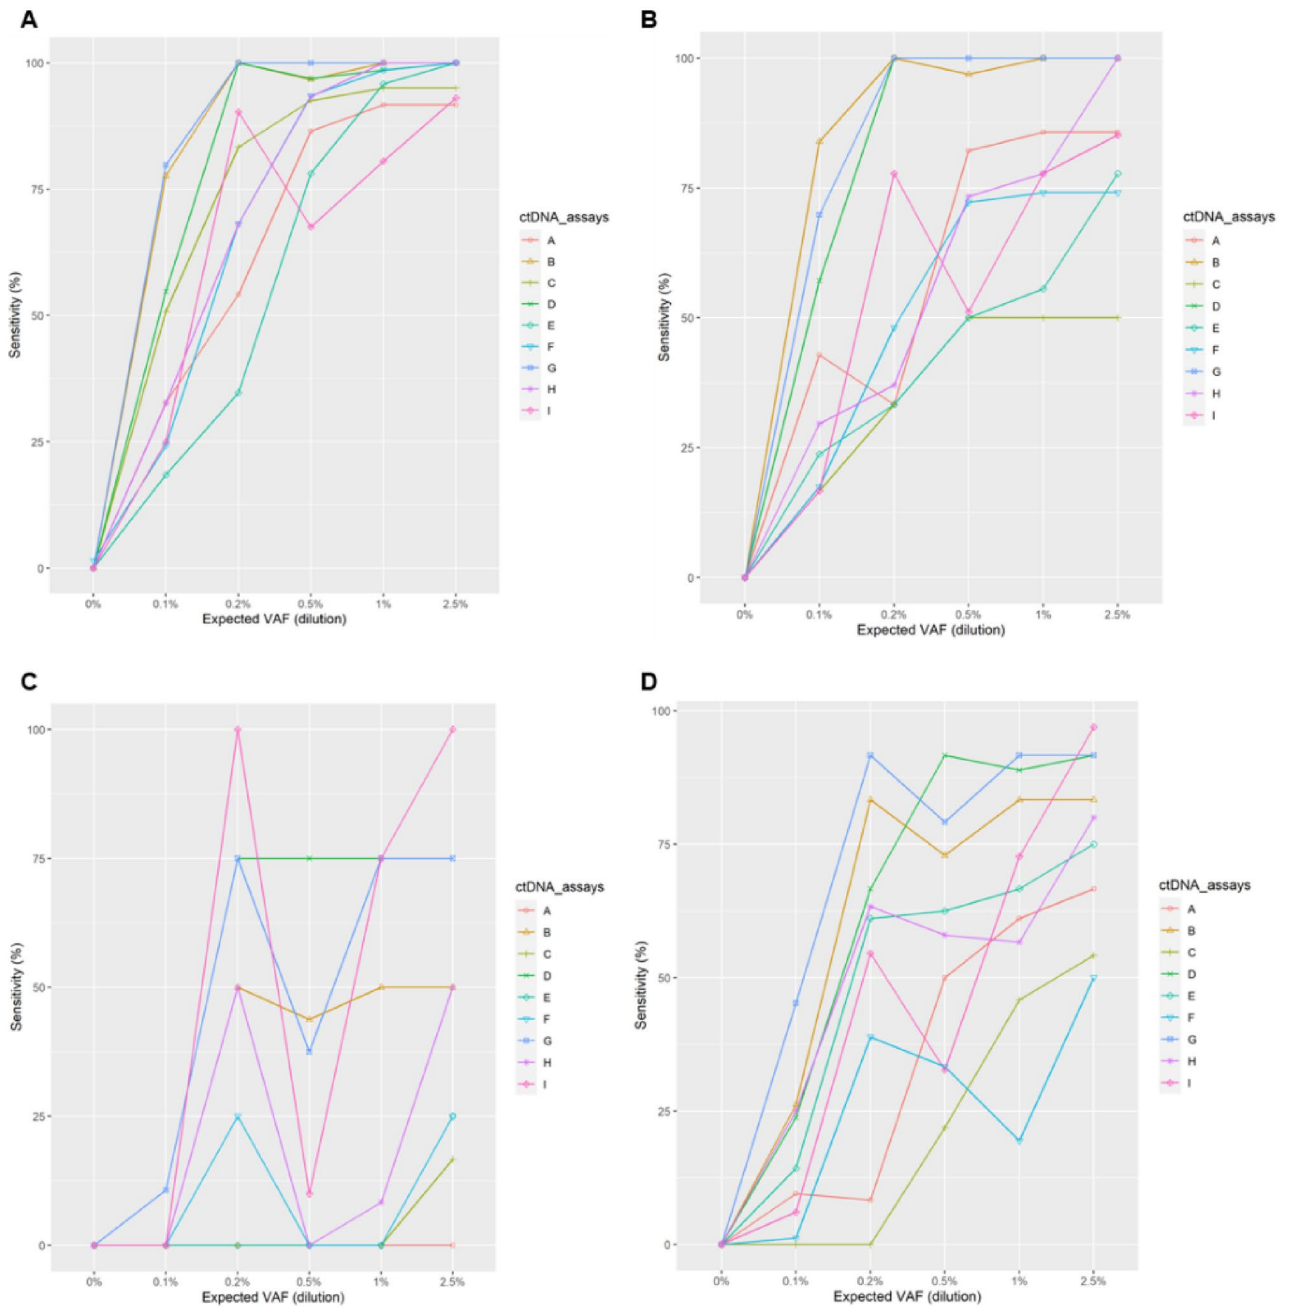 A
100
75
50
25
0
Sensitivity (%)
0% 0.1% 0.2% 0.5% 1% 2.5%
Expected VAF (dilution)
ctDNA_assays
A
B
C
D
E
F
G
H
I
B
100
75
50
25
0
Sensitivity (%)
0% 0.1% 0.2% 0.5% 1% 2.5%
Expected VAF (dilution)
ctDNA_assays
A
B
C
D
E
F
G
H
I
C
100
75
50
25
0
Sensitivity (%)
0% 0.1% 0.2% 0.5% 1% 2.5%
Expected VAF (dilution)
ctDNA_assays
A
B
C
D
E
F
G
H
I
D
100
75
50
25
0
Sensitivity (%)
0% 0.1% 0.2% 0.5% 1% 2.5%
Expected VAF (dilution)
ctDNA_assays
A
B
C
D
E
F
G
H
I